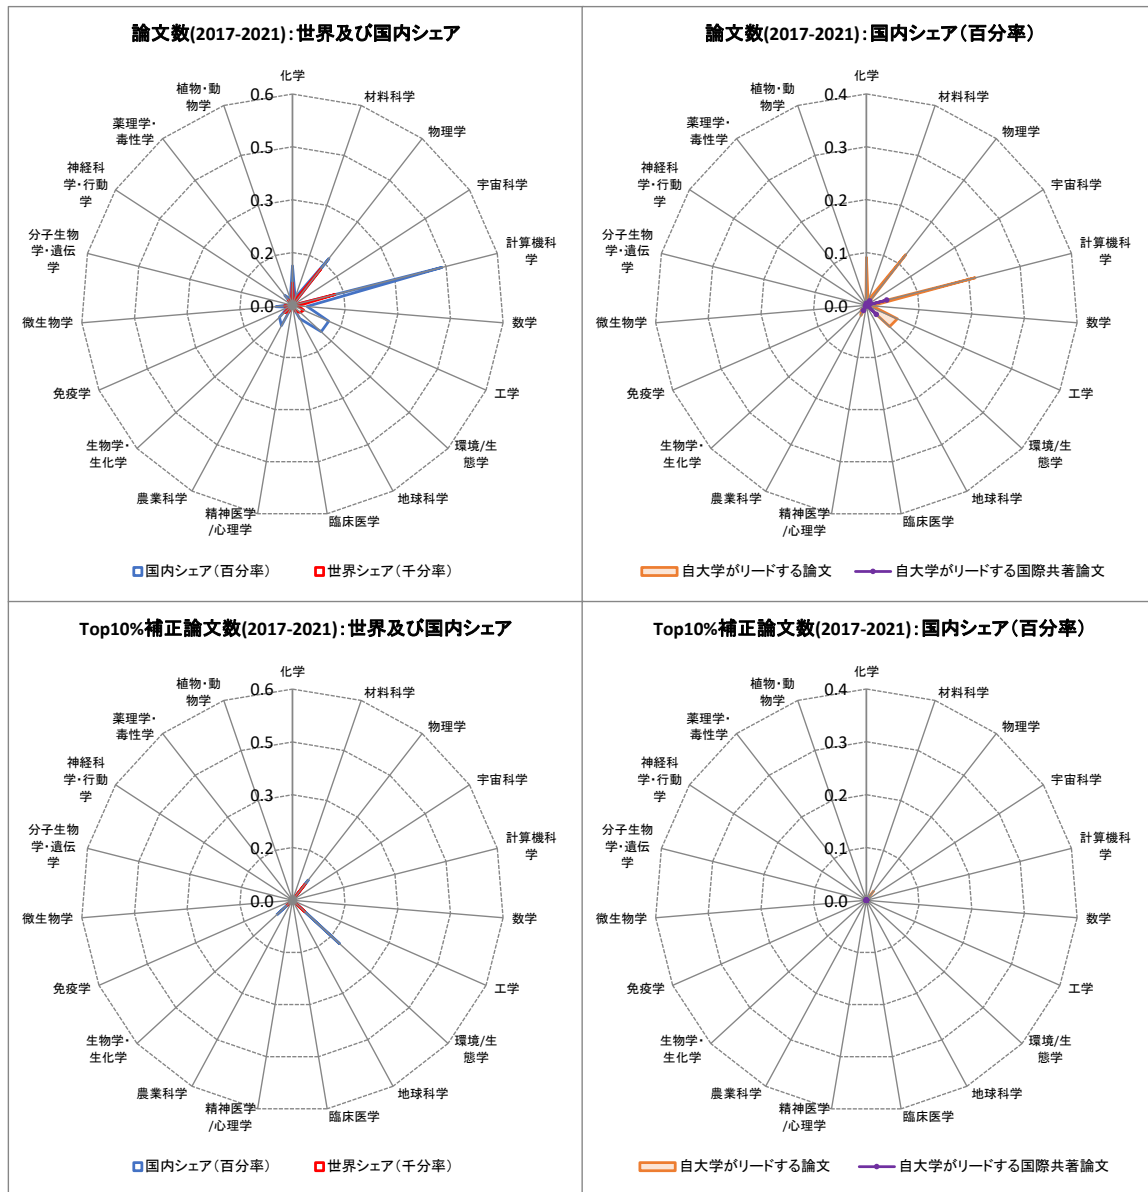 論文数(2017-2021)：世界及び国内シェア
化学
材料科学
物理学
宇宙科学
計算機科
学
数学
工学
環境/生
態学
地球科学
臨床医学
精神医学
/心理学
農業科学
生物学・
生化学
免疫学
微生物学
分子生物
学・遺伝
学
神経科
学・行動
学
薬理学・
毒性学
植物・動
物学
0.6
0.5
0.3
0.2
0.0
国内シェア（百分率）
世界シェア（千分率）
論文数(2017-2021)：国内シェア（百分率）
化学
材料科学
物理学
宇宙科学
計算機科
学
数学
工学
環境/生
態学
地球科学
臨床医学
精神医学
/心理学
農業科学
生物学・
生化学
免疫学
微生物学
分子生物
学・遺伝
学
神経科
学・行動
学
薬理学・
毒性学
植物・動
物学
0.4
0.3
0.2
0.1
0.0
自大学がリードする論文
自大学がリードする国際共著論文
Top10%補正論文数(2017-2021)：世界及び国内シェア
化学
材料科学
物理学
宇宙科学
計算機科
学
数学
工学
環境/生
態学
地球科学
臨床医学
精神医学
/心理学
農業科学
生物学・
生化学
免疫学
微生物学
分子生物
学・遺伝
学
神経科
学・行動
学
薬理学・
毒性学
植物・動
物学
0.6
0.5
0.3
0.2
0.0
国内シェア（百分率）
世界シェア（千分率）
Top10%補正論文数(2017-2021)：国内シェア（百分率）
化学
材料科学
物理学
宇宙科学
計算機科
学
数学
工学
環境/生
態学
地球科学
臨床医学
精神医学
/心理学
農業科学
生物学・
生化学
免疫学
微生物学
分子生物
学・遺伝
学
神経科
学・行動
学
薬理学・
毒性学
植物・動
物学
0.4
0.3
0.2
0.1
0.0
自大学がリードする論文
自大学がリードする国際共著論文